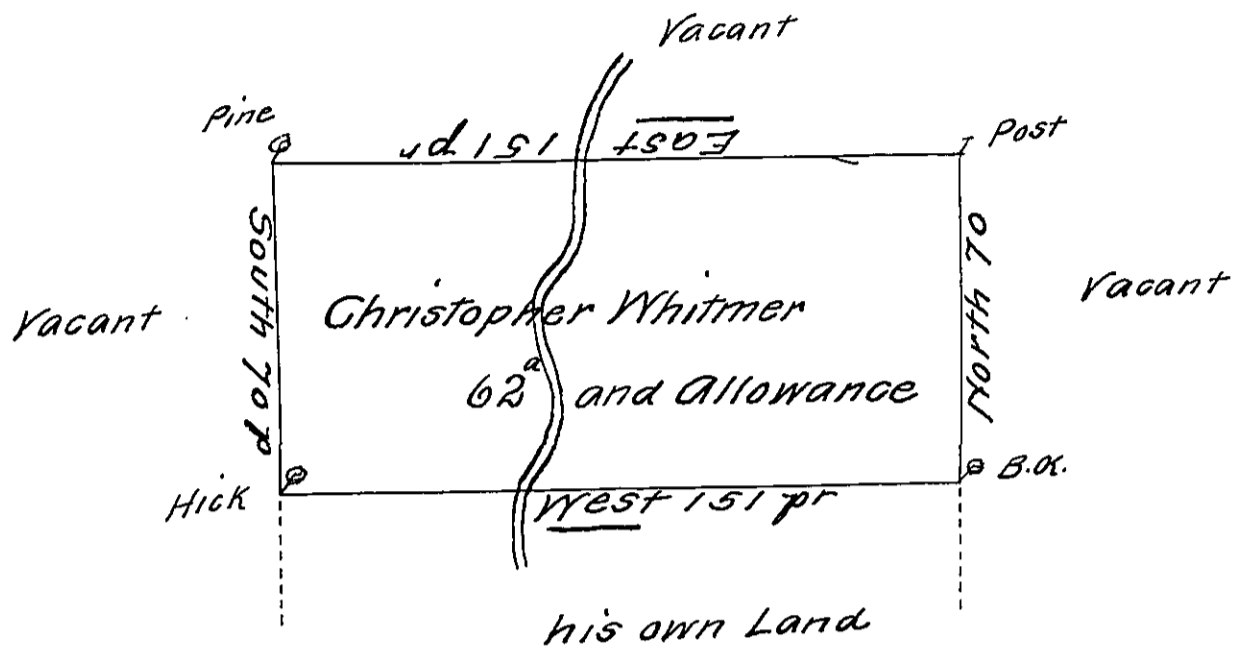 Vacant
Pine
East 151 pr
Post
South 70 p
North 70
Vacant
Christopher Whitmer
Vacant
62a and Allowance
Hick
B.O.
West 151 pr
his own Land